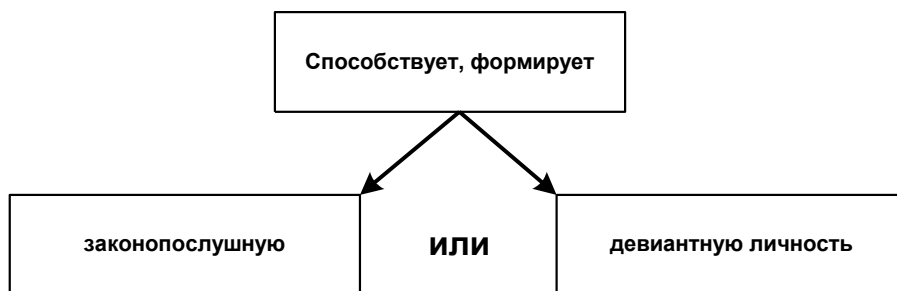 Способствует, формирует
законопослушную
или
девиантную личность